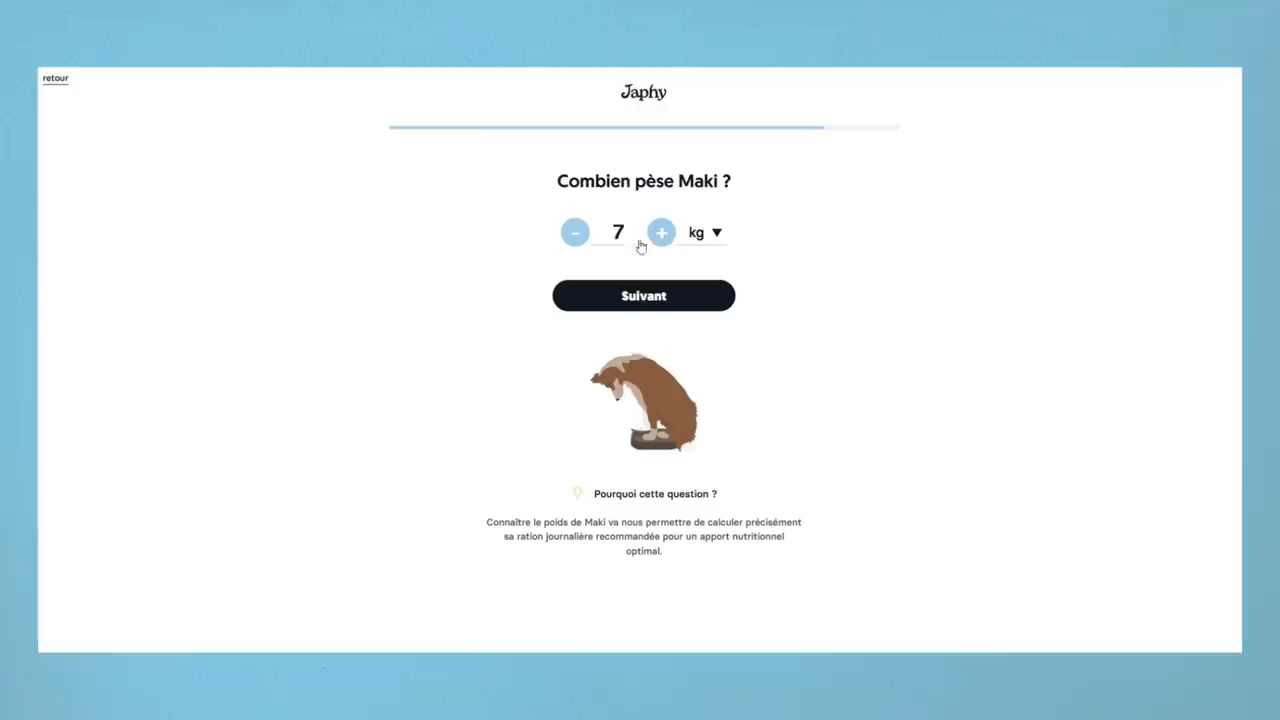 retour
Japhy
Combien pèse Maki ?
- 7 + kg ▼
Suivant
Pourquoi cette question ?
Connaître le poids de Maki va nous permettre de calculer précisément
sa ration journalière recommandée pour un apport nutritionnel
optimal.